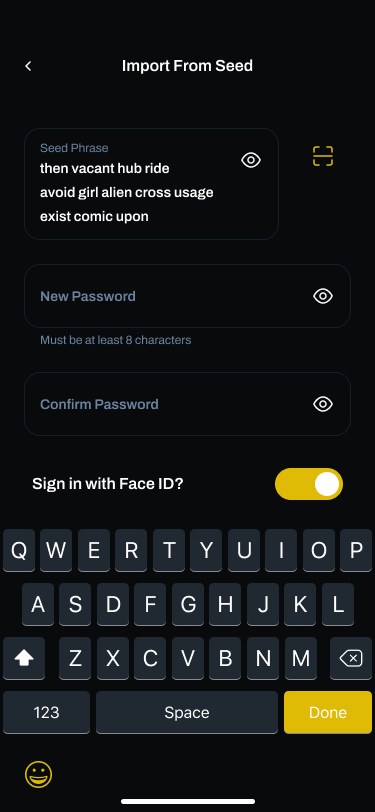 Import From Seed
Seed Phrase
then vacant hub ride
avoid girl alien cross usage
exist comic upon
New Password
Must be at least 8 characters
Confirm Password
Sign in with Face ID?
Q W E R T Y U I O P
A S D F G H J K L
Z X C V B N M
123 Space Done